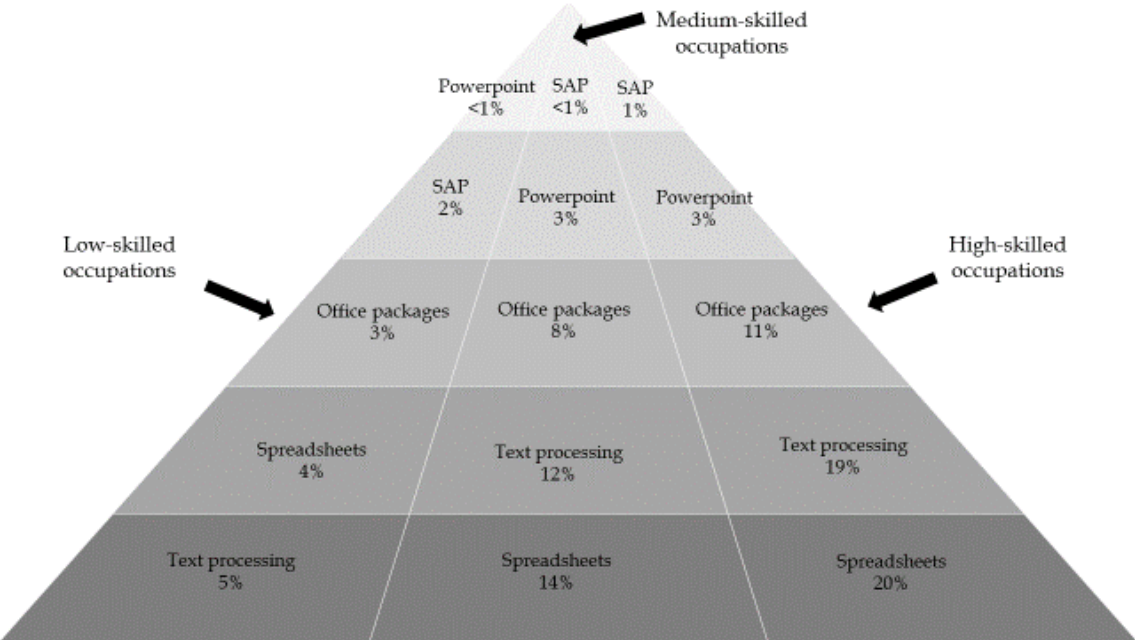 Medium-skilled
occupations
Powerpoint
<1%
SAP
<1%
SAP
1%
SAP
2%
Powerpoint
3%
Powerpoint
3%
Low-skilled
occupations
High-skilled
occupations
Office packages
3%
Office packages
8%
Office packages
11%
Spreadsheets
4%
Text processing
12%
Text processing
19%
Text processing
5%
Spreadsheets
14%
Spreadsheets
20%